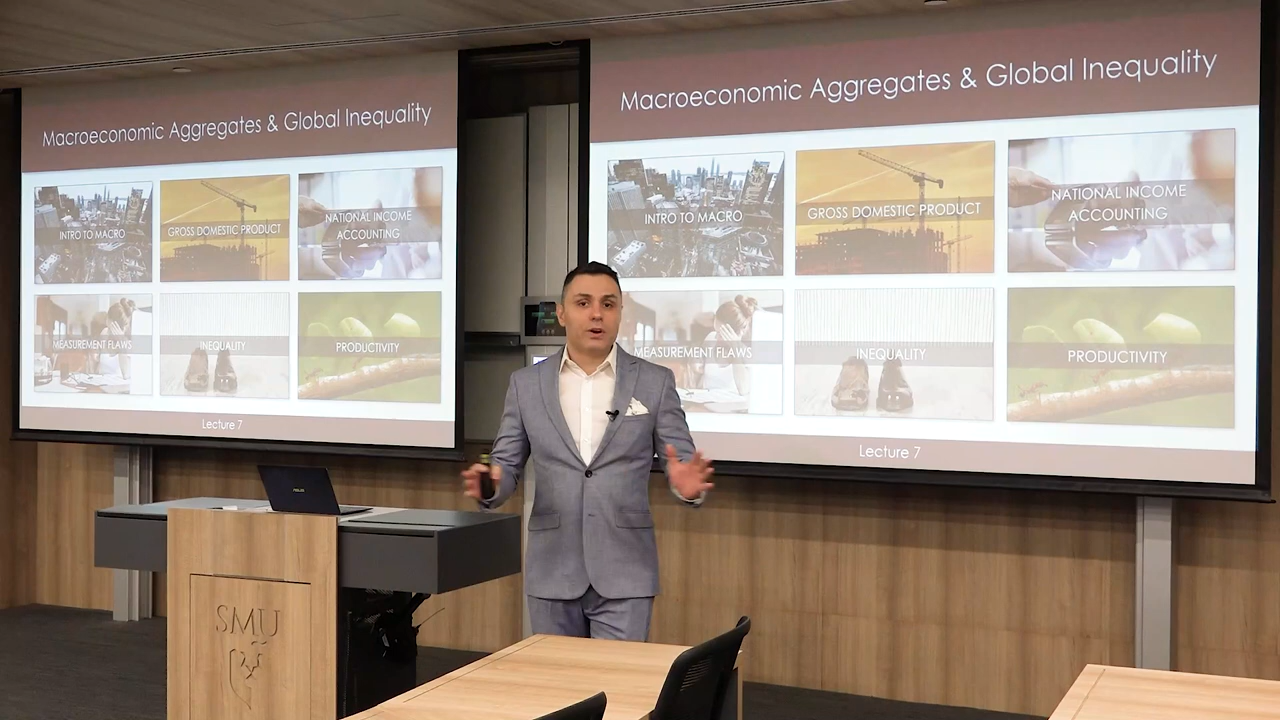 Macroeconomic Aggregates & Global Inequality
INTRO TO MACRO
GROSS DOMESTIC PRODUCT
NATIONAL INCOME
ACCOUNTING
MEASUREMENT FLAWS
INEQUALITY
PRODUCTIVITY
Lecture 7
Macroeconomic Aggregates & Global Inequality
INTRO TO MACRO
GROSS DOMESTIC PRODUCT
NATIONAL INCOME
ACCOUNTING
MEASUREMENT FLAWS
INEQUALITY
PRODUCTIVITY
Lecture 7
SMU